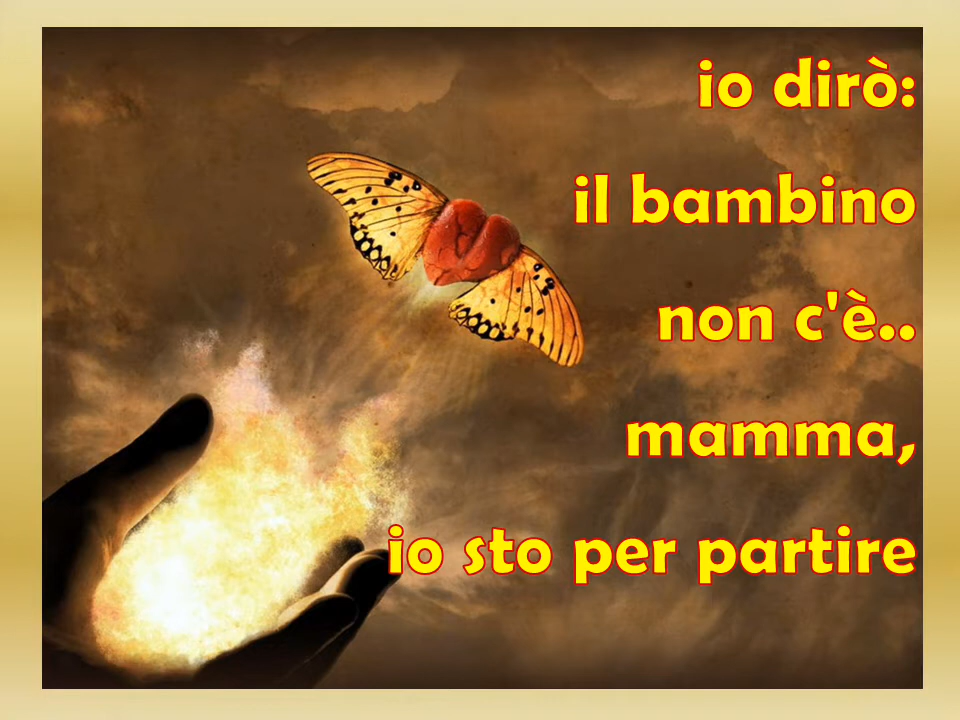 io dirò:
il bambino
non c'è..
mamma,
io sto per partire